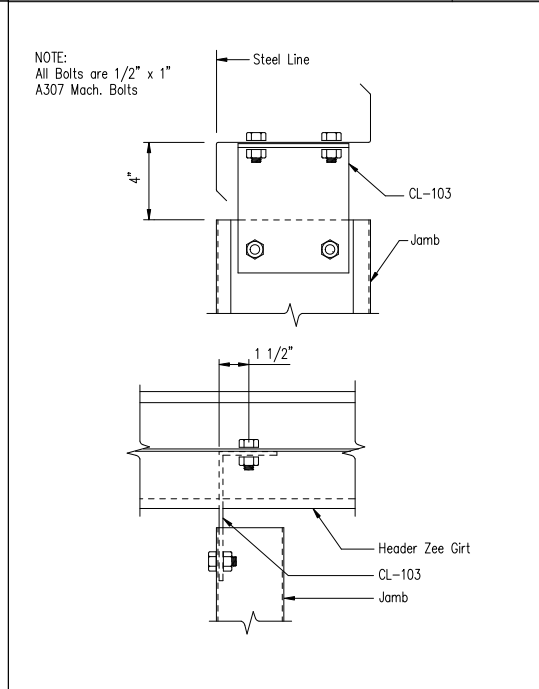 NOTE:
All Bolts are 1/2" x 1"
A307 Mach. Bolts
Steel Line
4"
CL-103
Jamb
1 1/2"
Header Zee Girt
CL-103
Jamb